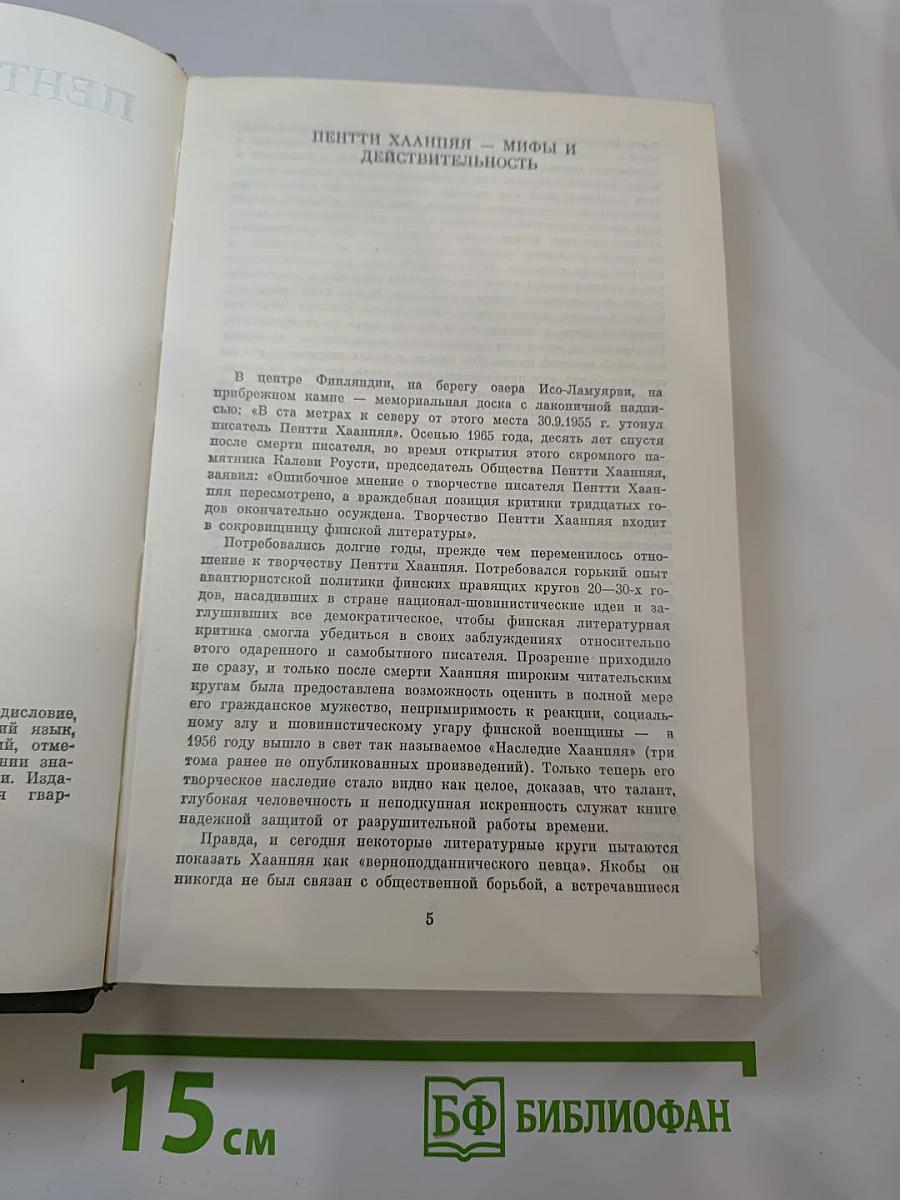 ПЕНТ
дисловие,
ий язык,
ий, отме-
нии зна-
и. Изда-
я гвар-
ПЕНТТИ ХААНПЯЯ — МИФЫ И
ДЕЙСТВИТЕЛЬНОСТЬ
В центре Финляндии, на берегу озера Исо-Ламуярви, на
прибрежном камне — мемориальная доска с лаконичной надпи-
сью: «В ста метрах к северу от этого места 30.9.1955 г. утонул
писатель Пентти Хаанпяя». Осенью 1965 года, десять лет спустя
после смерти писателя, во время открытия этого скромного па-
мятника Калеви Роусти, председатель Общества Пентти Хаанпяя,
заявил: «Ошибочное мнение о творчестве писателя Пентти Хаан-
пяя пересмотрено, а враждебная позиция критики тридцатых го-
дов окончательно осуждена. Творчество Пентти Хаанпяя входит
в сокровищницу финской литературы».
Потребовались долгие годы, прежде чем переменилось отно-
шение к творчеству Пентти Хаанпяя. Потребовался горький опыт
авантюристской политики финских правящих кругов 20—30-х го-
дов, насадивших в стране национал-шовинистические идеи и за-
глушивших все демократическое, чтобы финская литературная
критика смогла убедиться в своих заблуждениях относительно
этого одаренного и самобытного писателя. Прозрение приходило
не сразу, и только после смерти Хаанпяя широким читательским
кругам была предоставлена возможность оценить в полной мере
его гражданское мужество, непримиримость к реакции, социаль-
ному злу и шовинистическому угару финской военщины — в
1956 году вышло в свет так называемое «Наследие Хаанпяя» (три
тома ранее не опубликованных произведений). Только теперь его
творческое наследие стало видно как целое, доказав, что талант,
глубокая человечность и неподкупная искренность служат книге
надежной защитой от разрушительной работы времени.
Правда, и сегодня некоторые литературные круги пытаются
показать Хаанпяя как «верноподданнического певца». Якобы он
никогда не был связан с общественной борьбой, а встречавшиеся
5
15 см
БФ БИБЛИОФАН